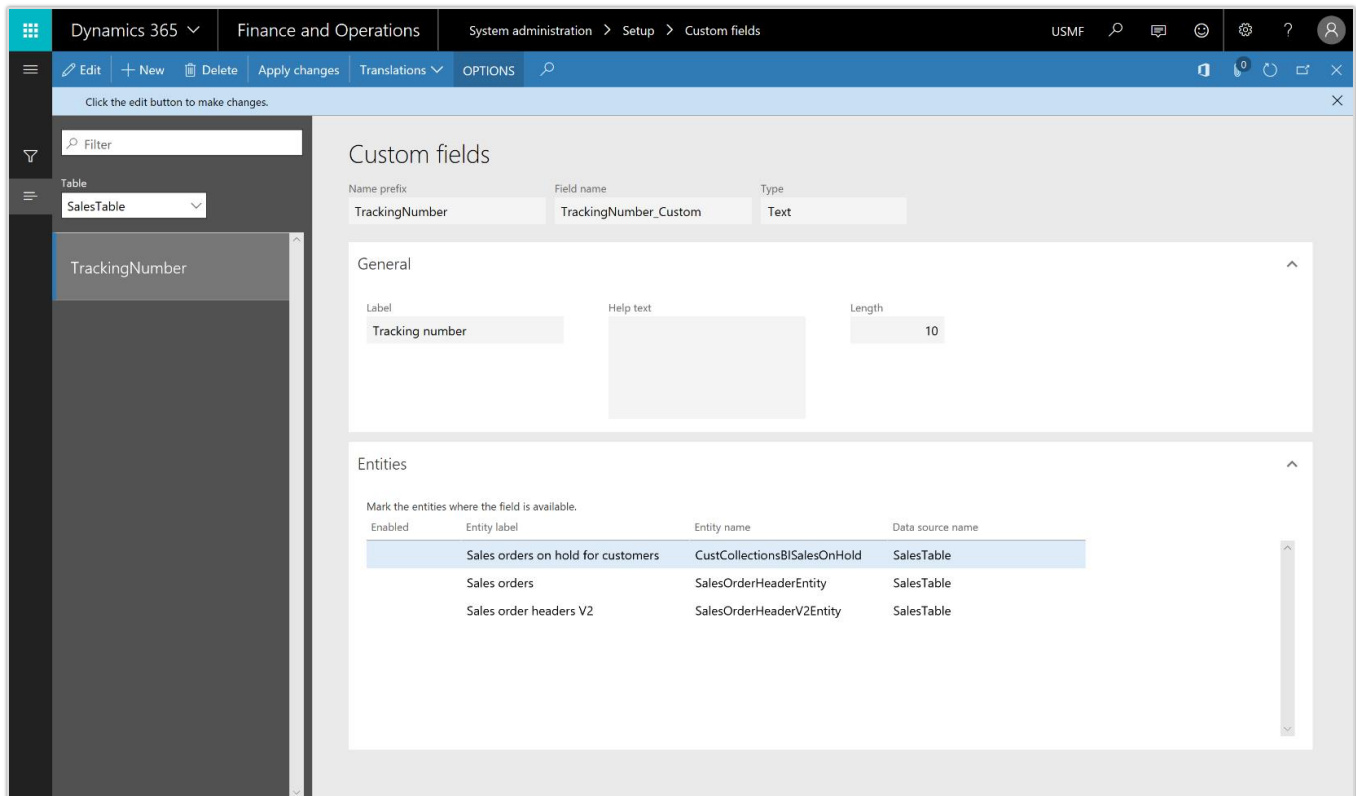 Dynamics 365 Finance and Operations System administration > Setup > Custom fields USMF ?
Edit + New Delete Apply changes Translations OPTIONS 0
Click the edit button to make changes.
Filter
Table
SalesTable
TrackingNumber
Custom fields
Name prefix Field name Type
TrackingNumber TrackingNumber_Custom Text
General
Label Help text Length
Tracking number 10
Entities
Mark the entities where the field is available.
Enabled Entity label Entity name Data source name
Sales orders on hold for customers CustCollectionsBISalesOnHold SalesTable
Sales orders SalesOrderHeaderEntity SalesTable
Sales order headers V2 SalesOrderHeaderV2Entity SalesTable